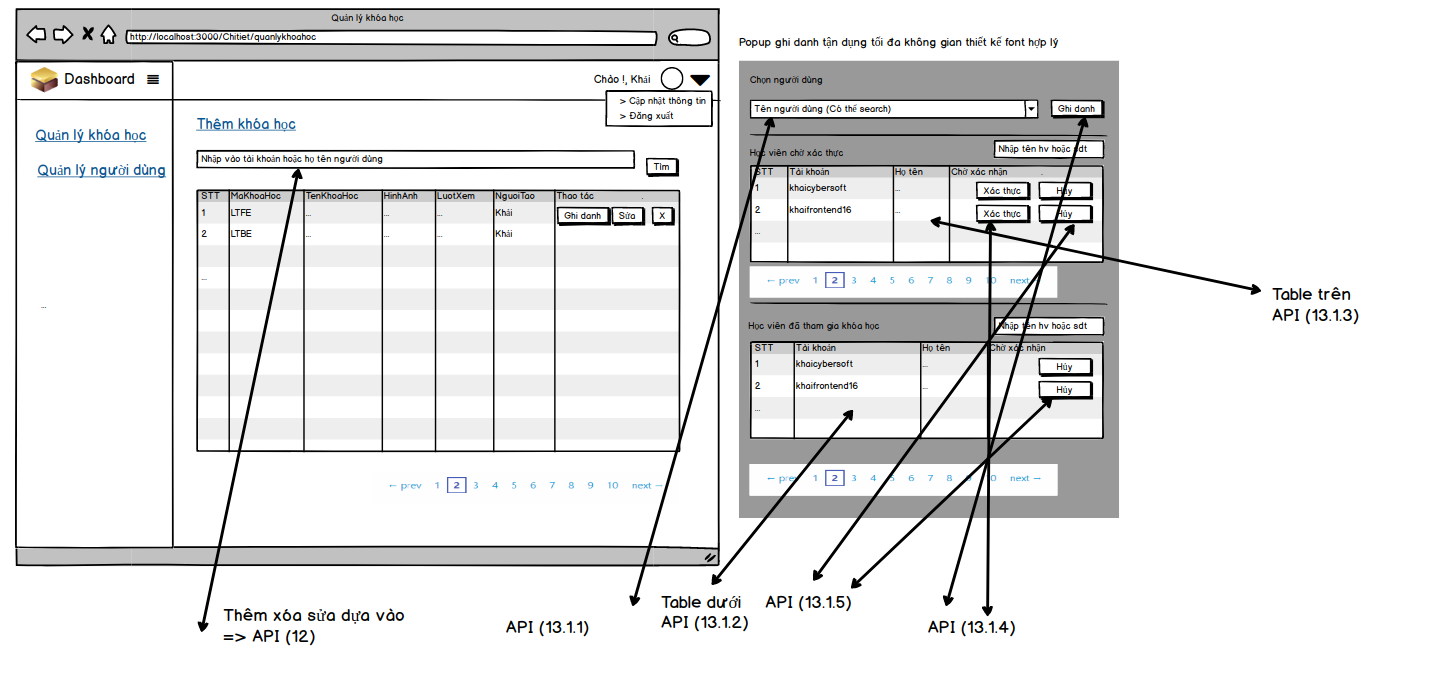 Quản lý khóa học
http://localhost:3000/Chitiet/quanlykhoahoc
Dashboard
Chào !, Khải
> Cập nhật thông tin
> Đăng xuất
Quản lý khóa học
Quản lý người dùng
...
Thêm khóa học
Nhập vào tài khoản hoặc họ tên người dùng
Tìm
STT MaKhoaHoc TenKhoaHoc HinhAnh LuotXem NguoiTao Thao tác
1 LTFE ... ... ... Khải Ghi danh Sửa X
2 LTBE ... ... ... Khải
...
← prev 1 2 3 4 5 6 7 8 9 10 next →
Popup ghi danh tận dụng tối đa không gian thiết kế font hợp lý
Chọn người dùng
Tên người dùng (Có thể search)
Ghi danh
Học viên chờ xác thực
Nhập tên hv hoặc sdt
STT Tài khoản Họ tên Chờ xác nhận
1 khaicybersoft ... Xác thực Hủy
2 khaifrontend16 ... Xác thực Hủy
...
← prev 1 2 3 4 5 6 7 8 9 10 next
Học viên đã tham gia khóa học
Nhập tên hv hoặc sdt
STT Tài khoản Họ tên Chờ xác nhận
1 khaicybersoft ... Hủy
2 khaifrontend16 ... Hủy
...
← prev 1 2 3 4 5 6 7 8 9 10 next →
Table trên
API (13.1.3)
Thêm xóa sửa dựa vào
=> API (12)
API (13.1.1)
Table dưới
API (13.1.2)
API (13.1.5)
API (13.1.4)